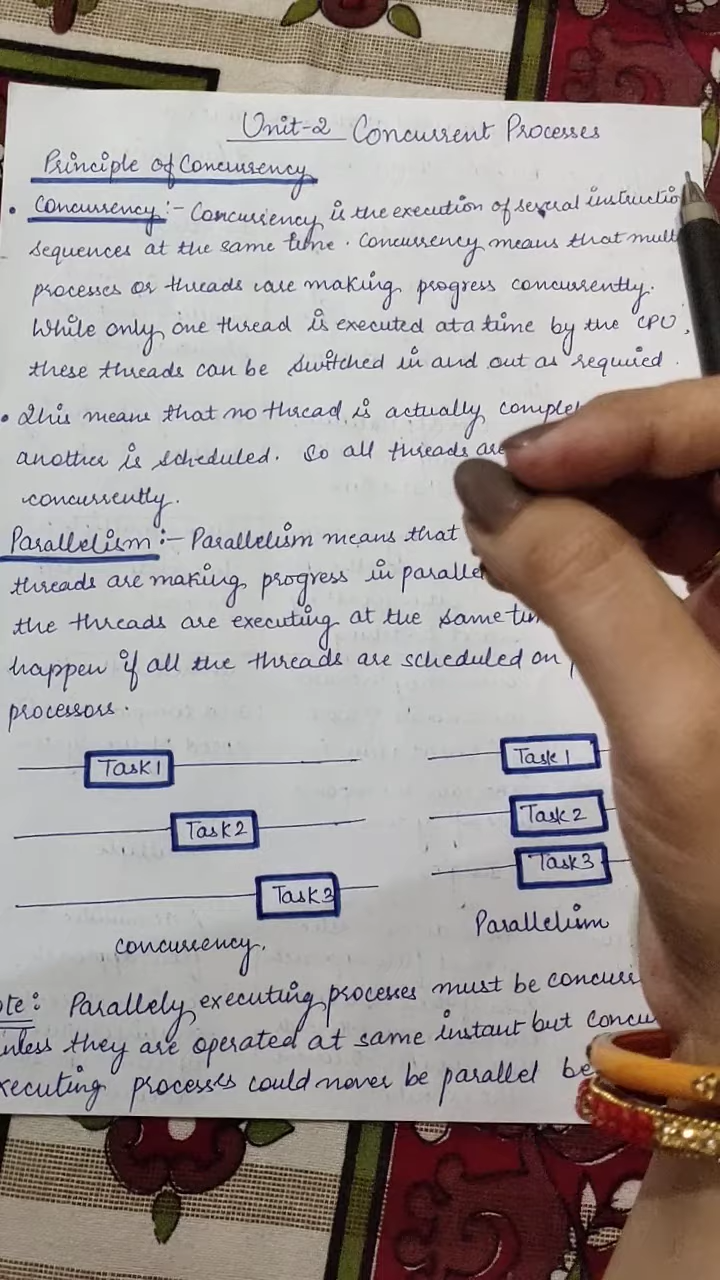 Unit-2 Concurrent Processes
Principle of Concurrency
• Concurrency :- Concurrency is the execution of several instructio
sequences at the same time. Concurrency means that mult
processes or threads are making progress concurrently.
While only one thread is executed at a time by the CPU,
these threads can be switched in and out as required.
• This means that no thread is actually complet
another is scheduled. So all threads are
concurrently.
Parallelism :- Parallelism means that
threads are making progress in paralle
the threads are executing at the same tim
happen if all the threads are scheduled on
processors.
Task1 Task1
Task2 Task2
Task3 Task3
concurrency. Parallelism
ote: Parallely executing processes must be concurr
nless they are operated at same instant but concu
xecuting processes could never be parallel be